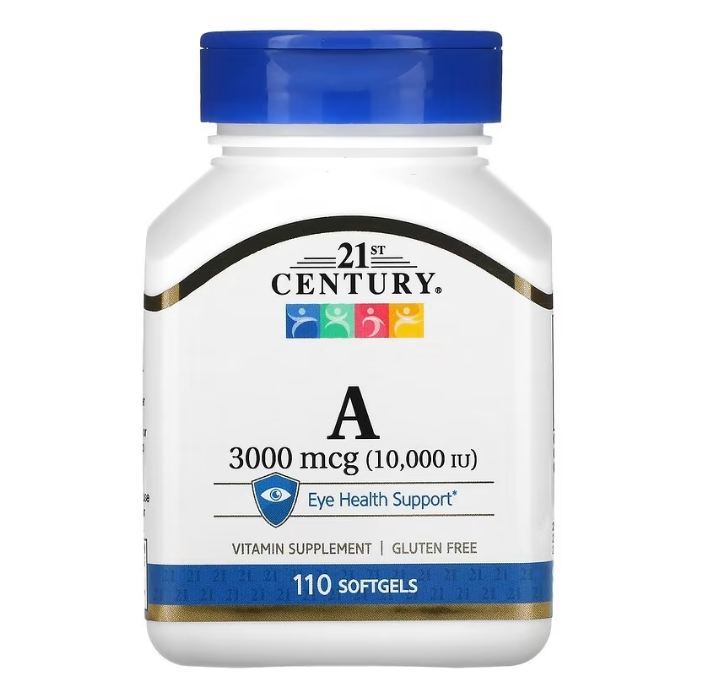 21ST
CENTURY®
A
3000 mcg (10,000 IU)
Eye Health Support*
VITAMIN SUPPLEMENT | GLUTEN FREE
110 SOFTGELS